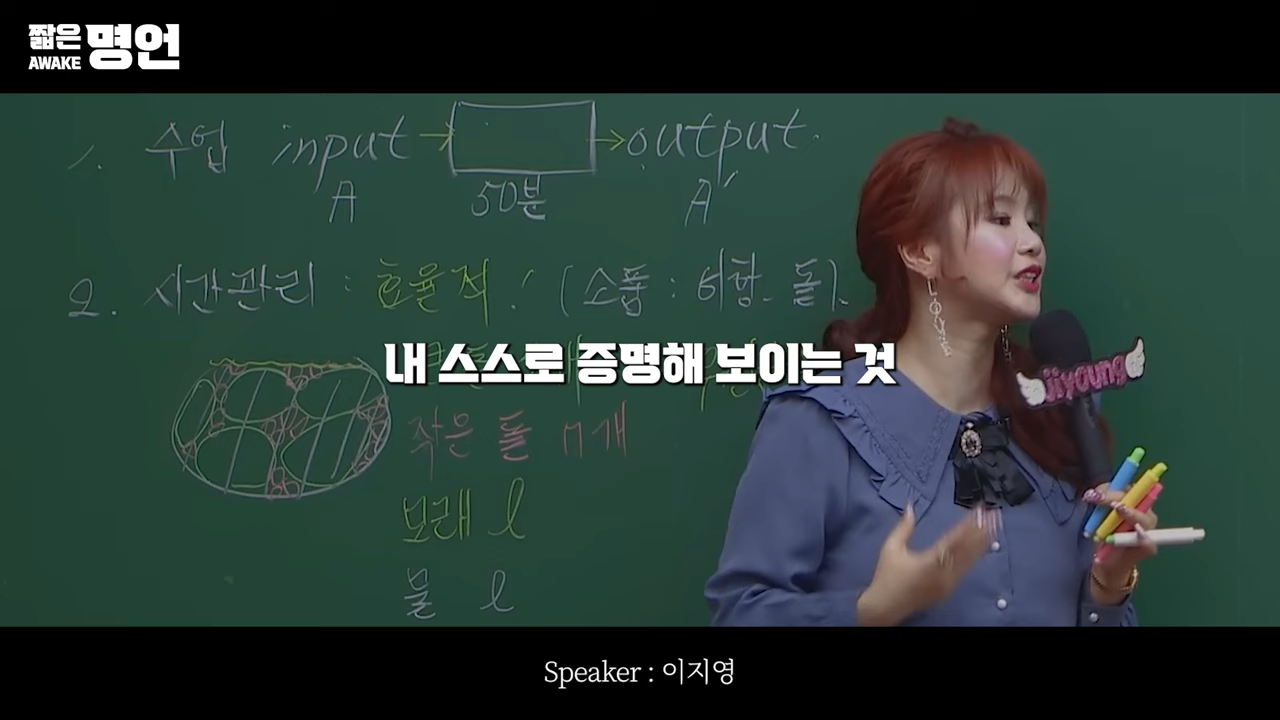 짧은 명언
AWAKE
1. 수업 input → output.
A 50분 A'
2. 시간관리 : 효율적! (소품 : 어항, 돌).
내 스스로 증명해 보이는 것
jiyoung
작은 돌 n개
모래 l
물 l
Speaker : 이지영